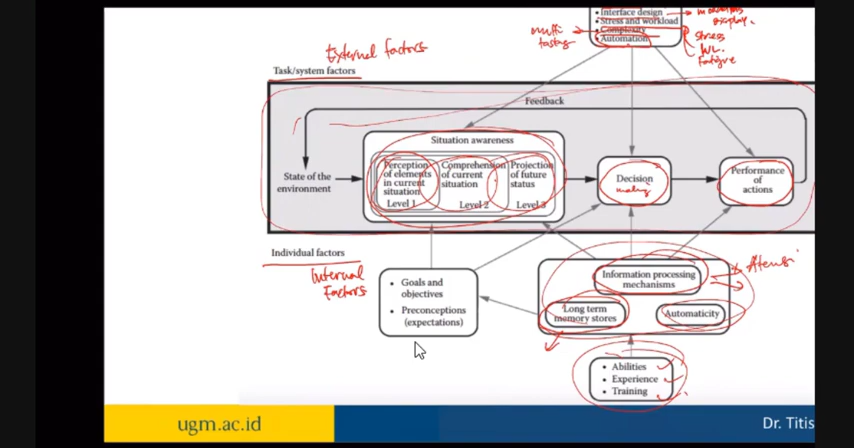 • Interface design
• Stress and workload
• Complexity
• Automation
multi
tasking
Display.
Stress
WL.
Fatigue
External factors
Task/system factors
Feedback
Situation awareness
State of the
environment
Perception
of elements
in current
situation
Level 1
Comprehension
of current
situation
Level 2
Projection
of future
status
Level 3
Decision
making
Performance
of
actions
Individual factors
Internal
Factors
• Goals and
objectives
• Preconceptions
(expectations)
Information processing
mechanisms
Long term
memory stores
Automaticity
• Abilities
• Experience
• Training
ugm.ac.id
Dr. Titis